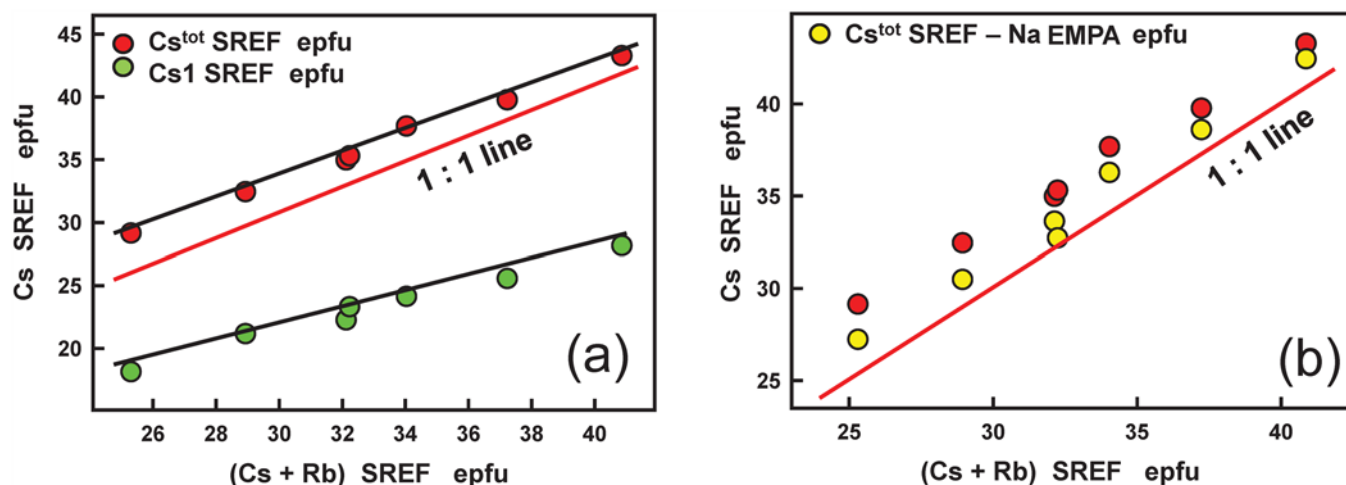 Cs^tot SREF epfu
Cs1 SREF epfu
Cs SREF epfu
45
40
35
30
25
20
1 : 1 line
(a)
26 28 30 32 34 36 38 40
(Cs + Rb) SREF epfu
Cs^tot SREF – Na EMPA epfu
Cs SREF epfu
40
35
30
25
1 : 1 line
(b)
25 30 35 40
(Cs + Rb) SREF epfu